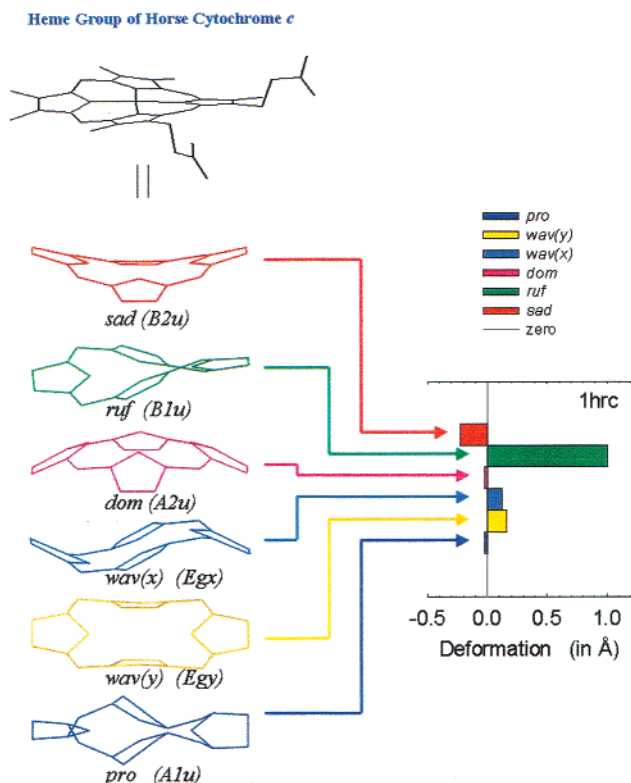 Heme Group of Horse Cytochrome c
pro
wav(y)
wav(x)
dom
ruf
sad
zero
sad (B2u)
ruf (B1u)
dom (A2u)
wav(x) (Egx)
wav(y) (Egy)
pro (A1u)
1hrc
-0.5 0.0 0.5 1.0
Deformation (in Å)